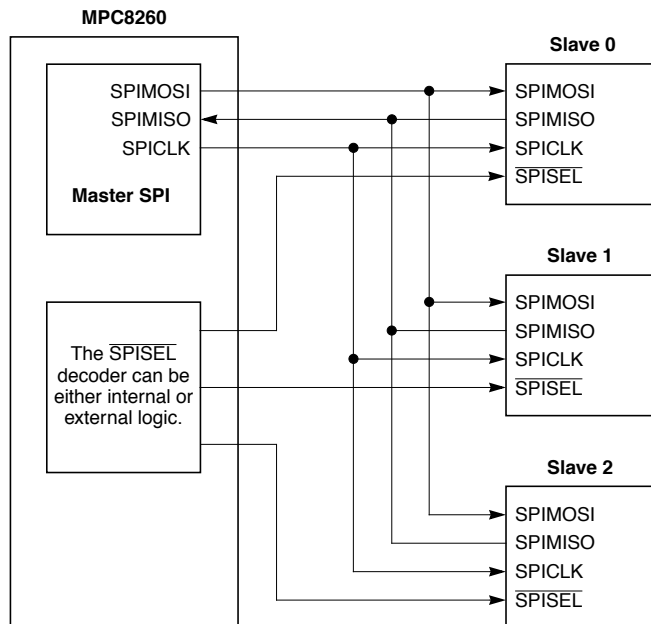 MPC8260
SPIMOSI
SPIMISO
SPICLK
Master SPI
The SPISEL
decoder can be
either internal or
external logic.
Slave 0
SPIMOSI
SPIMISO
SPICLK
SPISEL
Slave 1
SPIMOSI
SPIMISO
SPICLK
SPISEL
Slave 2
SPIMOSI
SPIMISO
SPICLK
SPISEL